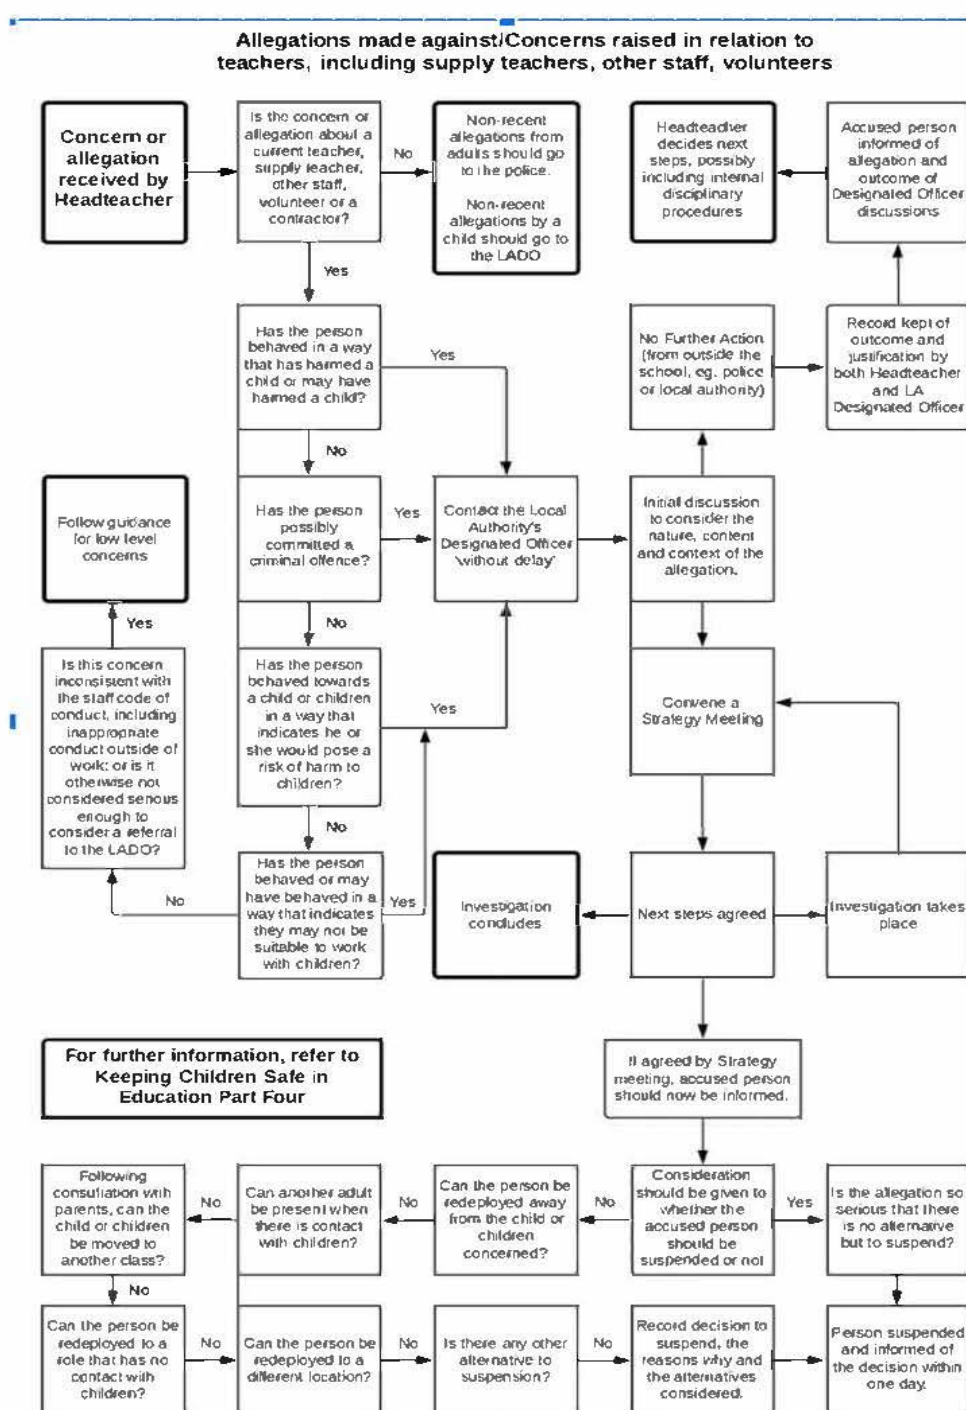 Allegations made against/Concerns raised in relation to
teachers, including supply teachers, other staff, volunteers
Concern or
allegation
received by
Headteacher
Is the concern or
allegation about a
current teacher,
supply teacher,
other staff,
volunteer or a
contractor?
No
Non-recent
allegations from
adults should go
to the police.
Non-recent
allegations by a
child should go to
the LADO
Headteacher
decides next
steps, possibly
including internal
disciplinary
procedures
Accused person
informed of
allegation and
outcome of
Designated Officer
discussions
Yes
Has the person
behaved in a way
that has harmed a
child or may have
harmed a child?
Yes
No Further Action
(from outside the
school, eg. police
or local authority)
Record kept of
outcome and
justification by
both Headteacher
and LA
Designated Officer
No
Follow guidance
for low level
concerns
Has the person
possibly
committed a
criminal offence?
Yes
Contact the Local
Authority's
Designated Officer
'without delay'
Initial discussion
to consider the
nature, content
and context of the
allegation.
Yes
No
Is this concern
inconsistent with
the staff code of
conduct, including
inappropriate
conduct outside of
work; or is it
otherwise not
considered serious
enough to
consider a referral
to the LADO?
Has the person
behaved towards
a child or children
in a way that
indicates he or
she would pose a
risk of harm to
children?
Yes
Convene a
Strategy Meeting
No
No
Has the person
behaved or may
have behaved in a
way that indicates
they may not be
suitable to work
with children?
Yes
Investigation
concludes
Next steps agreed
Investigation takes
place
For further information, refer to
Keeping Children Safe in
Education Part Four
If agreed by Strategy
meeting, accused person
should now be informed.
Following
consultation with
parents, can the
child or children
be moved to
another class?
No
Can another adult
be present when
there is contact
with children?
No
Can the person be
redeployed away
from the child or
children
concerned?
No
Consideration
should be given to
whether the
accused person
should be
suspended or not
Yes
Is the allegation so
serious that there
is no alternative
but to suspend?
No
Can the person be
redeployed to a
role that has no
contact with
children?
No
Can the person be
redeployed to a
different location?
No
Is there any other
alternative to
suspension?
No
Record decision to
suspend, the
reasons why and
the alternatives
considered.
Person suspended
and informed of
the decision within
one day.